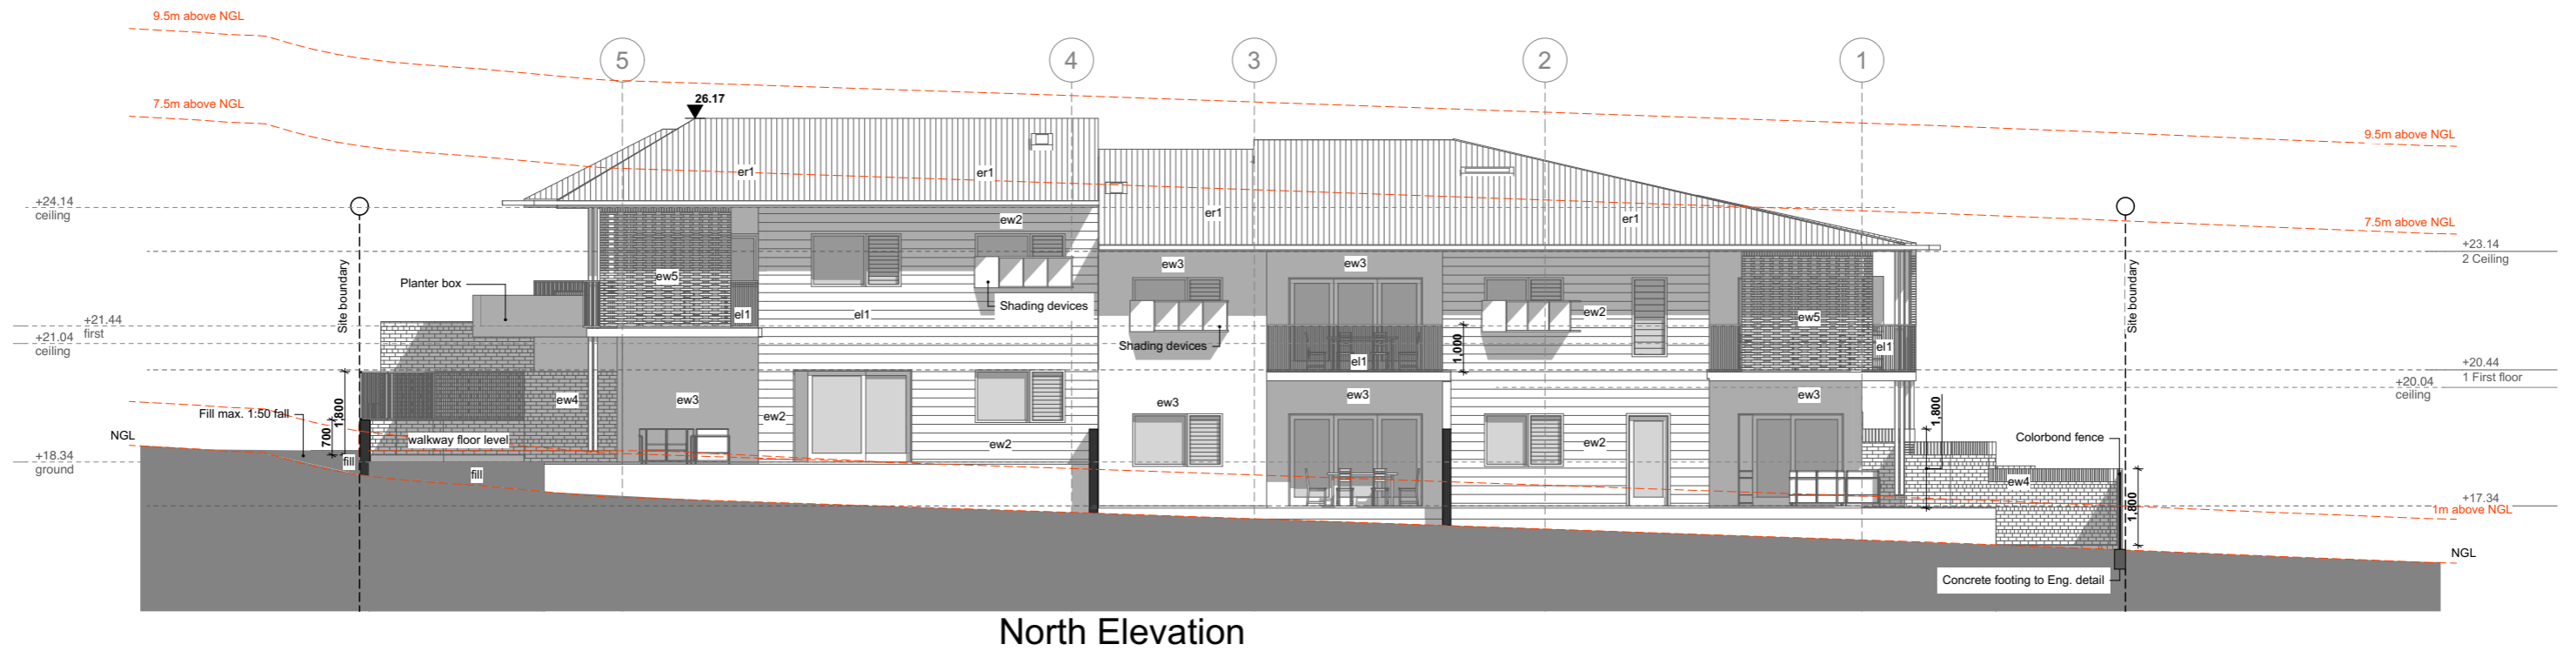 9.5m above NGL
5
4
3
2
1
7.5m above NGL
26.17
9.5m above NGL
er1
er1
+24.14
ceiling
er1
er1
ew2
7.5m above NGL
+23.14
2 Ceiling
Site boundary
Planter box
ew5
ew3
ew3
Site boundary
Shading devices
el1
el1
ew2
ew5
+21.44
first
+21.04
ceiling
Shading devices
1,000
el1
el1
+20.44
1 First floor
+20.04
ceiling
ew4
ew3
ew3
ew3
ew3
Fill max. 1:50 fall
1,800
700
ew2
1,800
NGL
walkway floor level
ew2
ew2
Colorbond fence
+18.34
ground
fill
fill
ew4
+17.34
1m above NGL
1,800
NGL
Concrete footing to Eng. detail
North Elevation